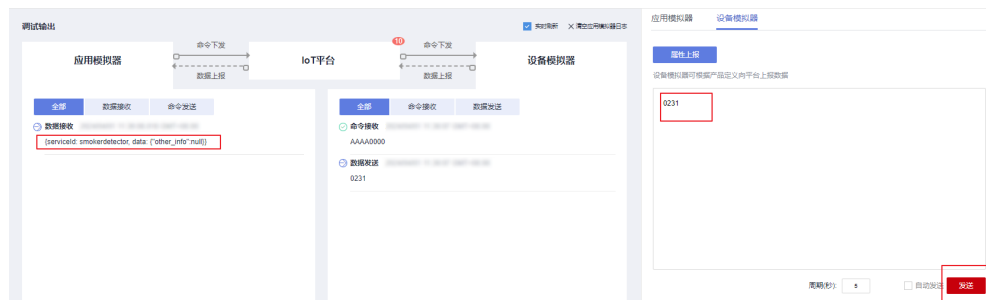 调试输出
实时刷新
清空应用模拟器日志
应用模拟器
命令下发
数据上报
IoT平台
10
命令下发
数据上报
设备模拟器
全部
数据接收
命令发送
数据接收
{serviceId: smokerdetector, data: {"other_info":null}}
全部
命令接收
数据发送
命令接收
AAAA0000
数据发送
0231
应用模拟器
设备模拟器
属性上报
设备模拟器可根据产品定义向平台上报数据
0231
周期(秒):
5
自动发送
发送